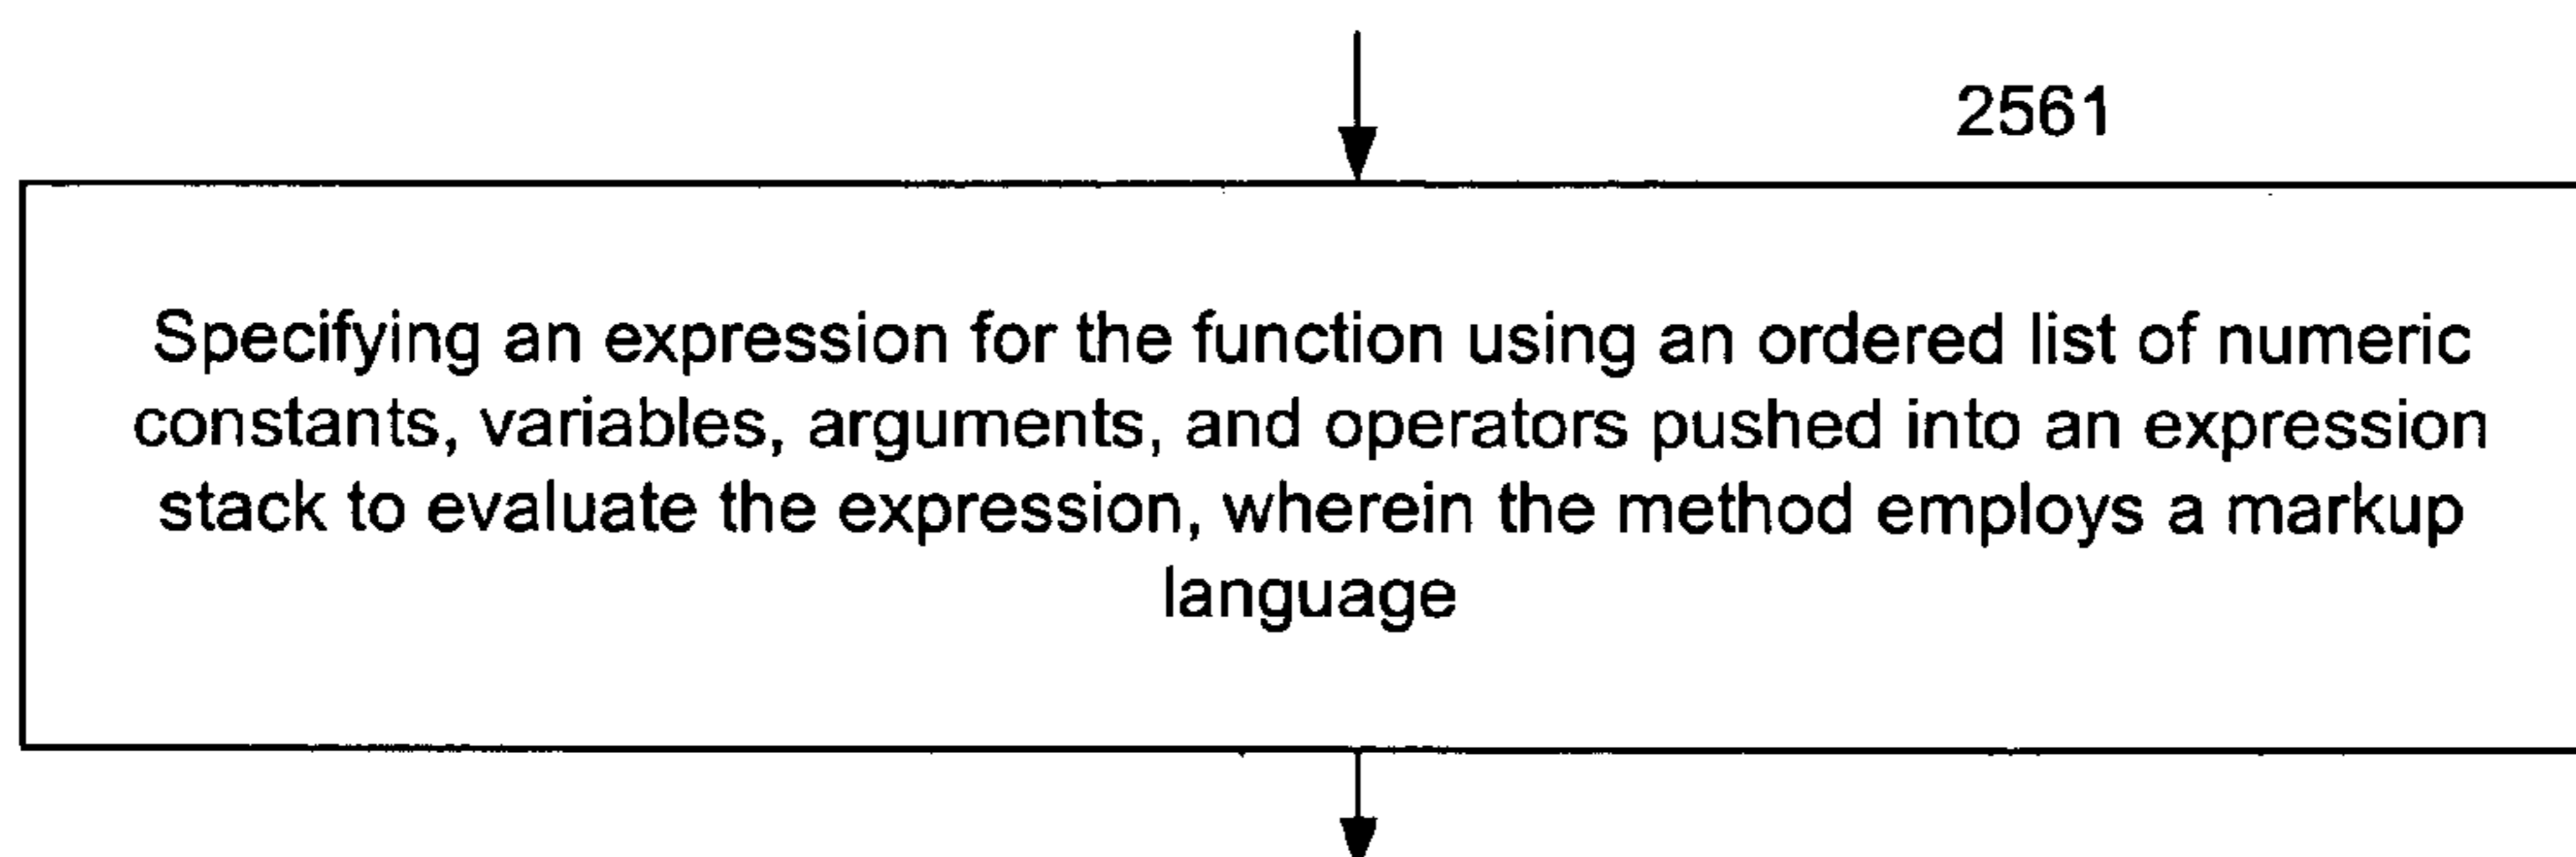 2561
Specifying an expression for the function using an ordered list of numeric
constants, variables, arguments, and operators pushed into an expression
stack to evaluate the expression, wherein the method employs a markup
language